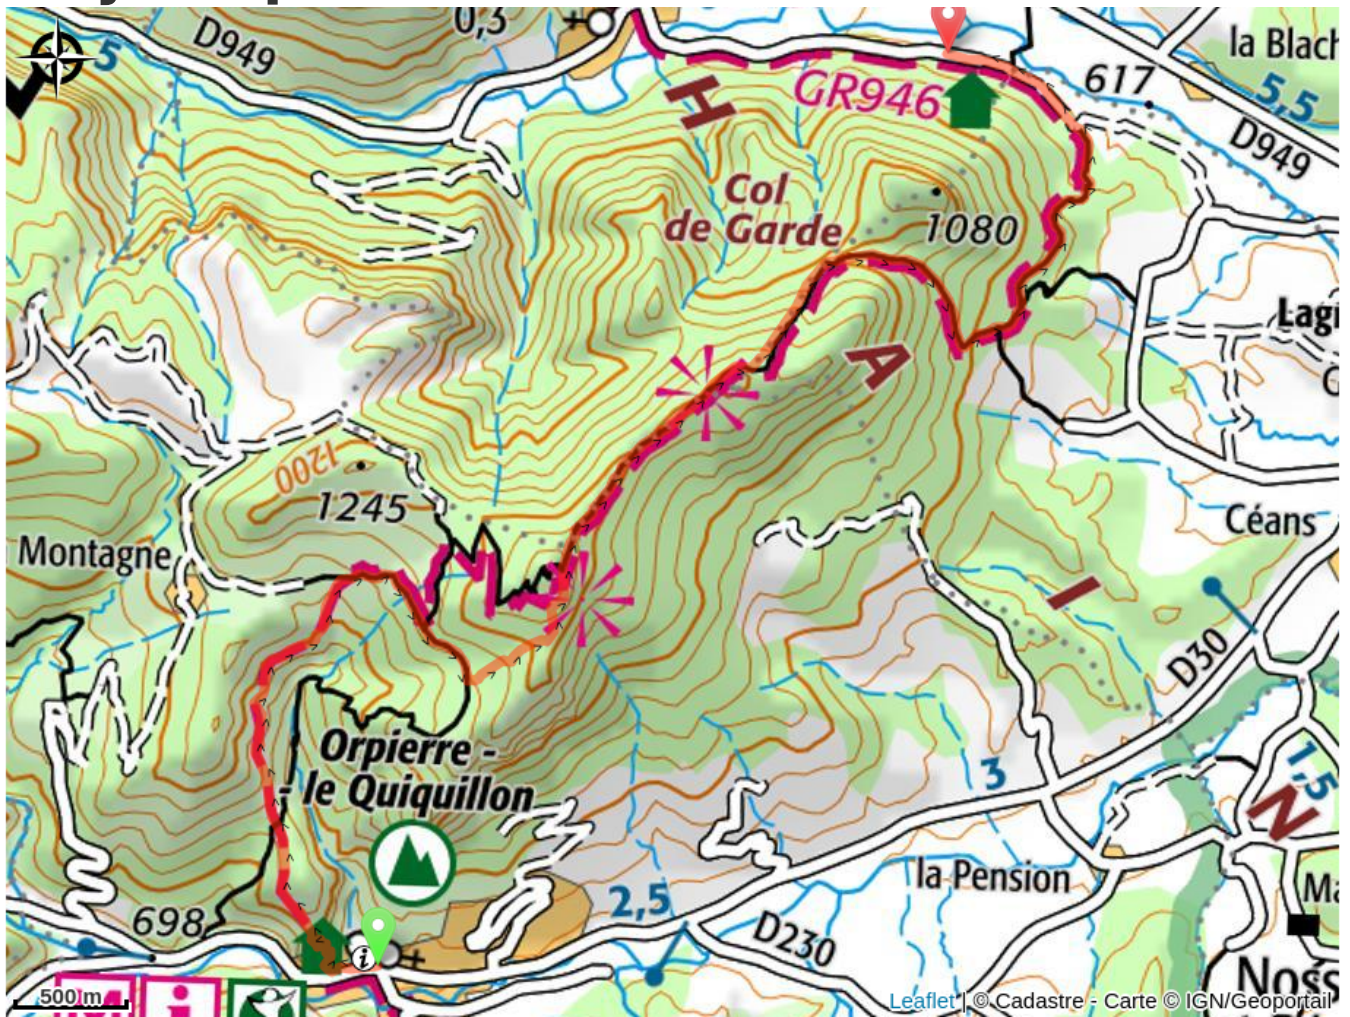 D949
5
0,3
la Blach
617
5,5
GR946
H
D949
Col
de Garde
1080
Lagi
A
1200
1245
Céans
Montagne
I
D30
Orpierre -
- le Quiquillon
3
1,5
N
la Pension
Ma
2,5
698
D230
i
Noss
500 m
i
Leaflet | © Cadastre - Carte © IGN/Geoportail